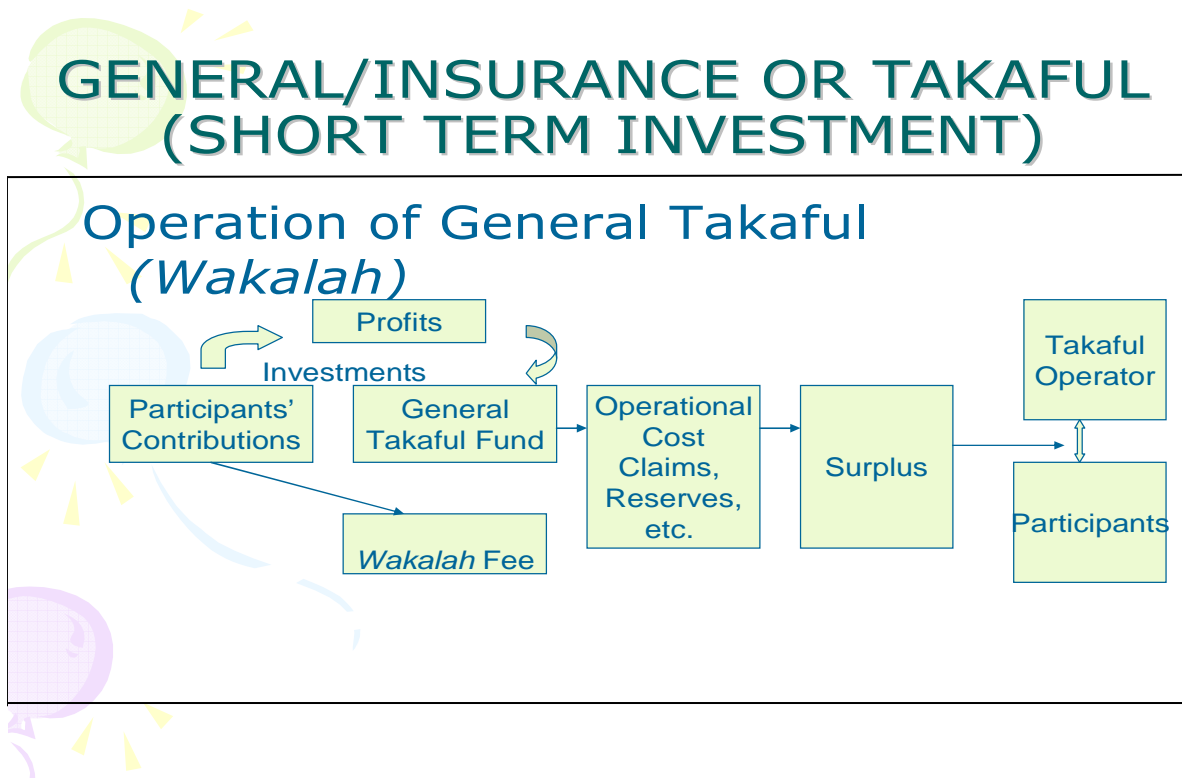 GENERAL/INSURANCE OR TAKAFUL
(SHORT TERM INVESTMENT)
Operation of General Takaful
(Wakalah)
Profits
Investments
Participants’
Contributions
General
Takaful Fund
Wakalah Fee
Operational
Cost
Claims,
Reserves,
etc.
Surplus
Takaful
Operator
Participants